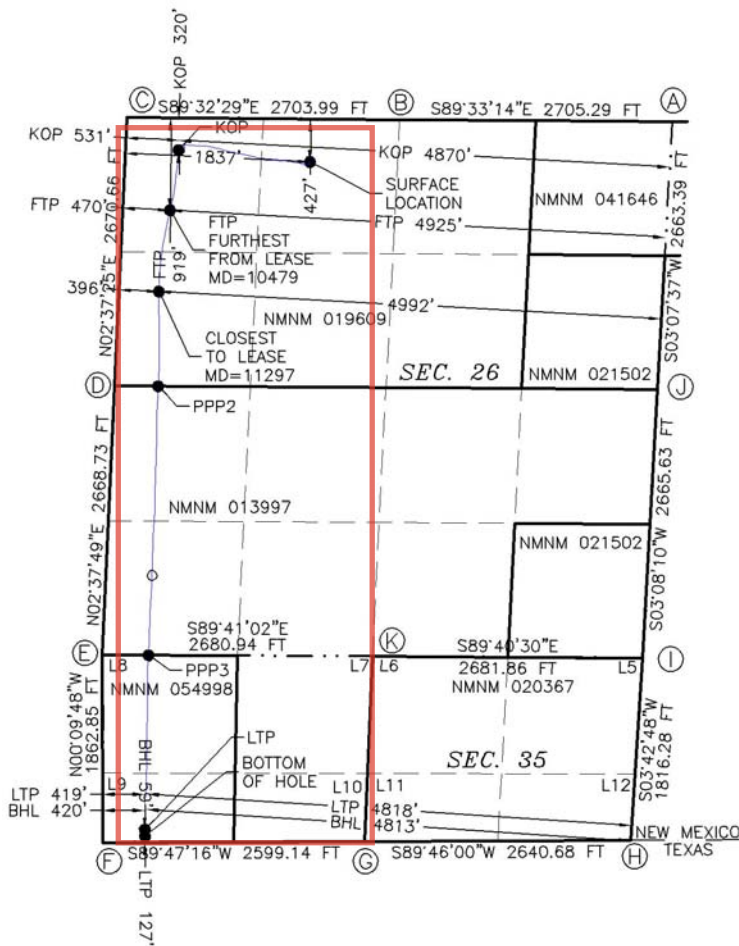 KOP 320'
C
S89°32'29"E 2703.99 FT
B
S89°33'14"E 2705.29 FT
A
KOP 531'
KOP
KOP 4870'
1837'
427'
SURFACE
LOCATION
N02°37'25"E 2670.66 FT
S03°07'37"W 2663.39 FT
NMNM 041646
FTP 470'
FTP 4925'
FTP 919'
FTP
FURTHEST
FROM LEASE
MD=10479
396'
4992'
NMNM 019609
CLOSEST
TO LEASE
MD=11297
SEC. 26
NMNM 021502
D
J
PPP2
N02°37'49"E 2668.73 FT
S03°08'10"W 2665.63 FT
NMNM 013997
NMNM 021502
S89°41'02"E
2680.94 FT
K
S89°40'30"E
2681.86 FT
E
I
L8
PPP3
L7
L6
L5
NMNM 054998
NMNM 020367
N00°09'48"W
1862.85 FT
S03°42'48"W
1816.28 FT
LTP
BOTTOM
OF HOLE
SEC. 35
BHL 59'
L9
L10
L11
L12
LTP 419'
LTP 4818'
BHL 420'
BHL 4813'
NEW MEXICO
TEXAS
F
S89°47'16"W 2599.14 FT
G
S89°46'00"W 2640.68 FT
H
LTP 127'